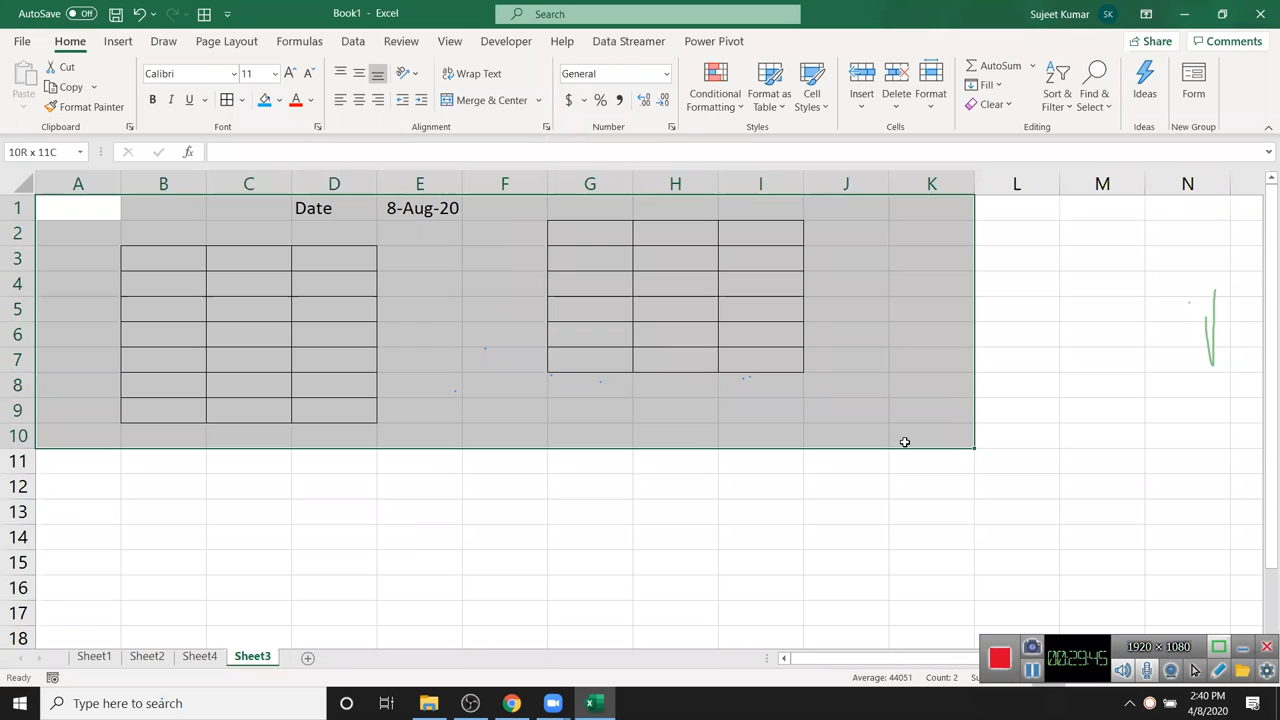 AutoSave Off Book1 - Excel Search Sujeet Kumar SK
File Home Insert Draw Page Layout Formulas Data Review View Developer Help Data Streamer Power Pivot Share Comments
Paste Cut Copy Format Painter Clipboard
Calibri 11 A A B I U A Font
Wrap Text Merge & Center Alignment
General $ % , Number
Conditional Formatting Format as Table Cell Styles Styles
Insert Delete Format Cells
AutoSum Fill Clear Sort & Filter Find & Select Editing
Ideas Ideas
Form New Group
10R x 11C fx
A B C D E F G H I J K L M N
1 Date 8-Aug-20
2
3
4
5
6
7
8
9
10
11
12
13
14
15
16
17
18
Sheet1 Sheet2 Sheet4 Sheet3
1920 × 1080
00:29:45
Ready Average: 44051 Count: 2
Type here to search
2:40 PM
4/8/2020